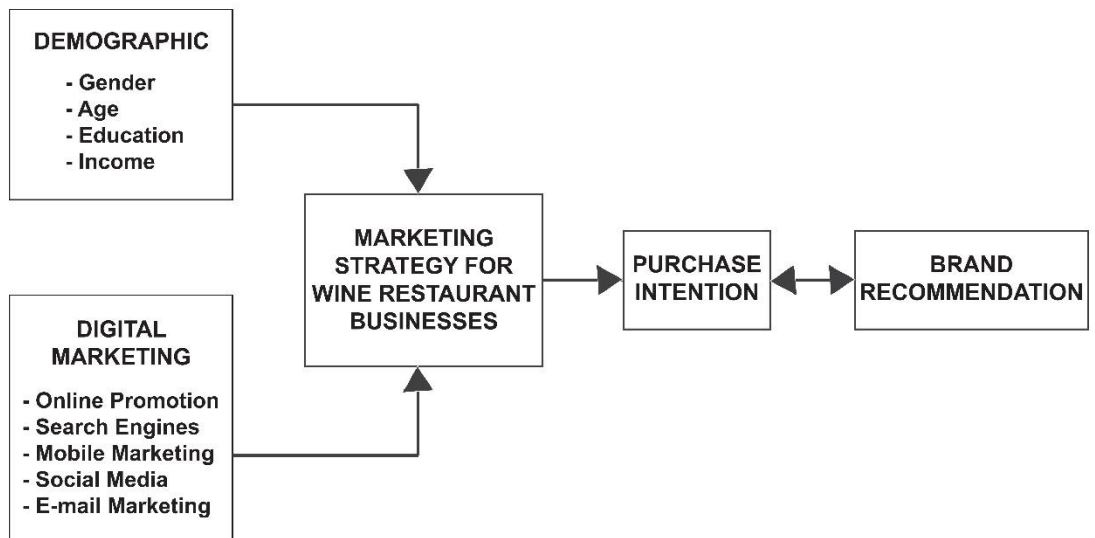 DEMOGRAPHIC
- Gender
- Age
- Education
- Income
DIGITAL
MARKETING
- Online Promotion
- Search Engines
- Mobile Marketing
- Social Media
- E-mail Marketing
MARKETING
STRATEGY FOR
WINE RESTAURANT
BUSINESSES
PURCHASE
INTENTION
BRAND
RECOMMENDATION